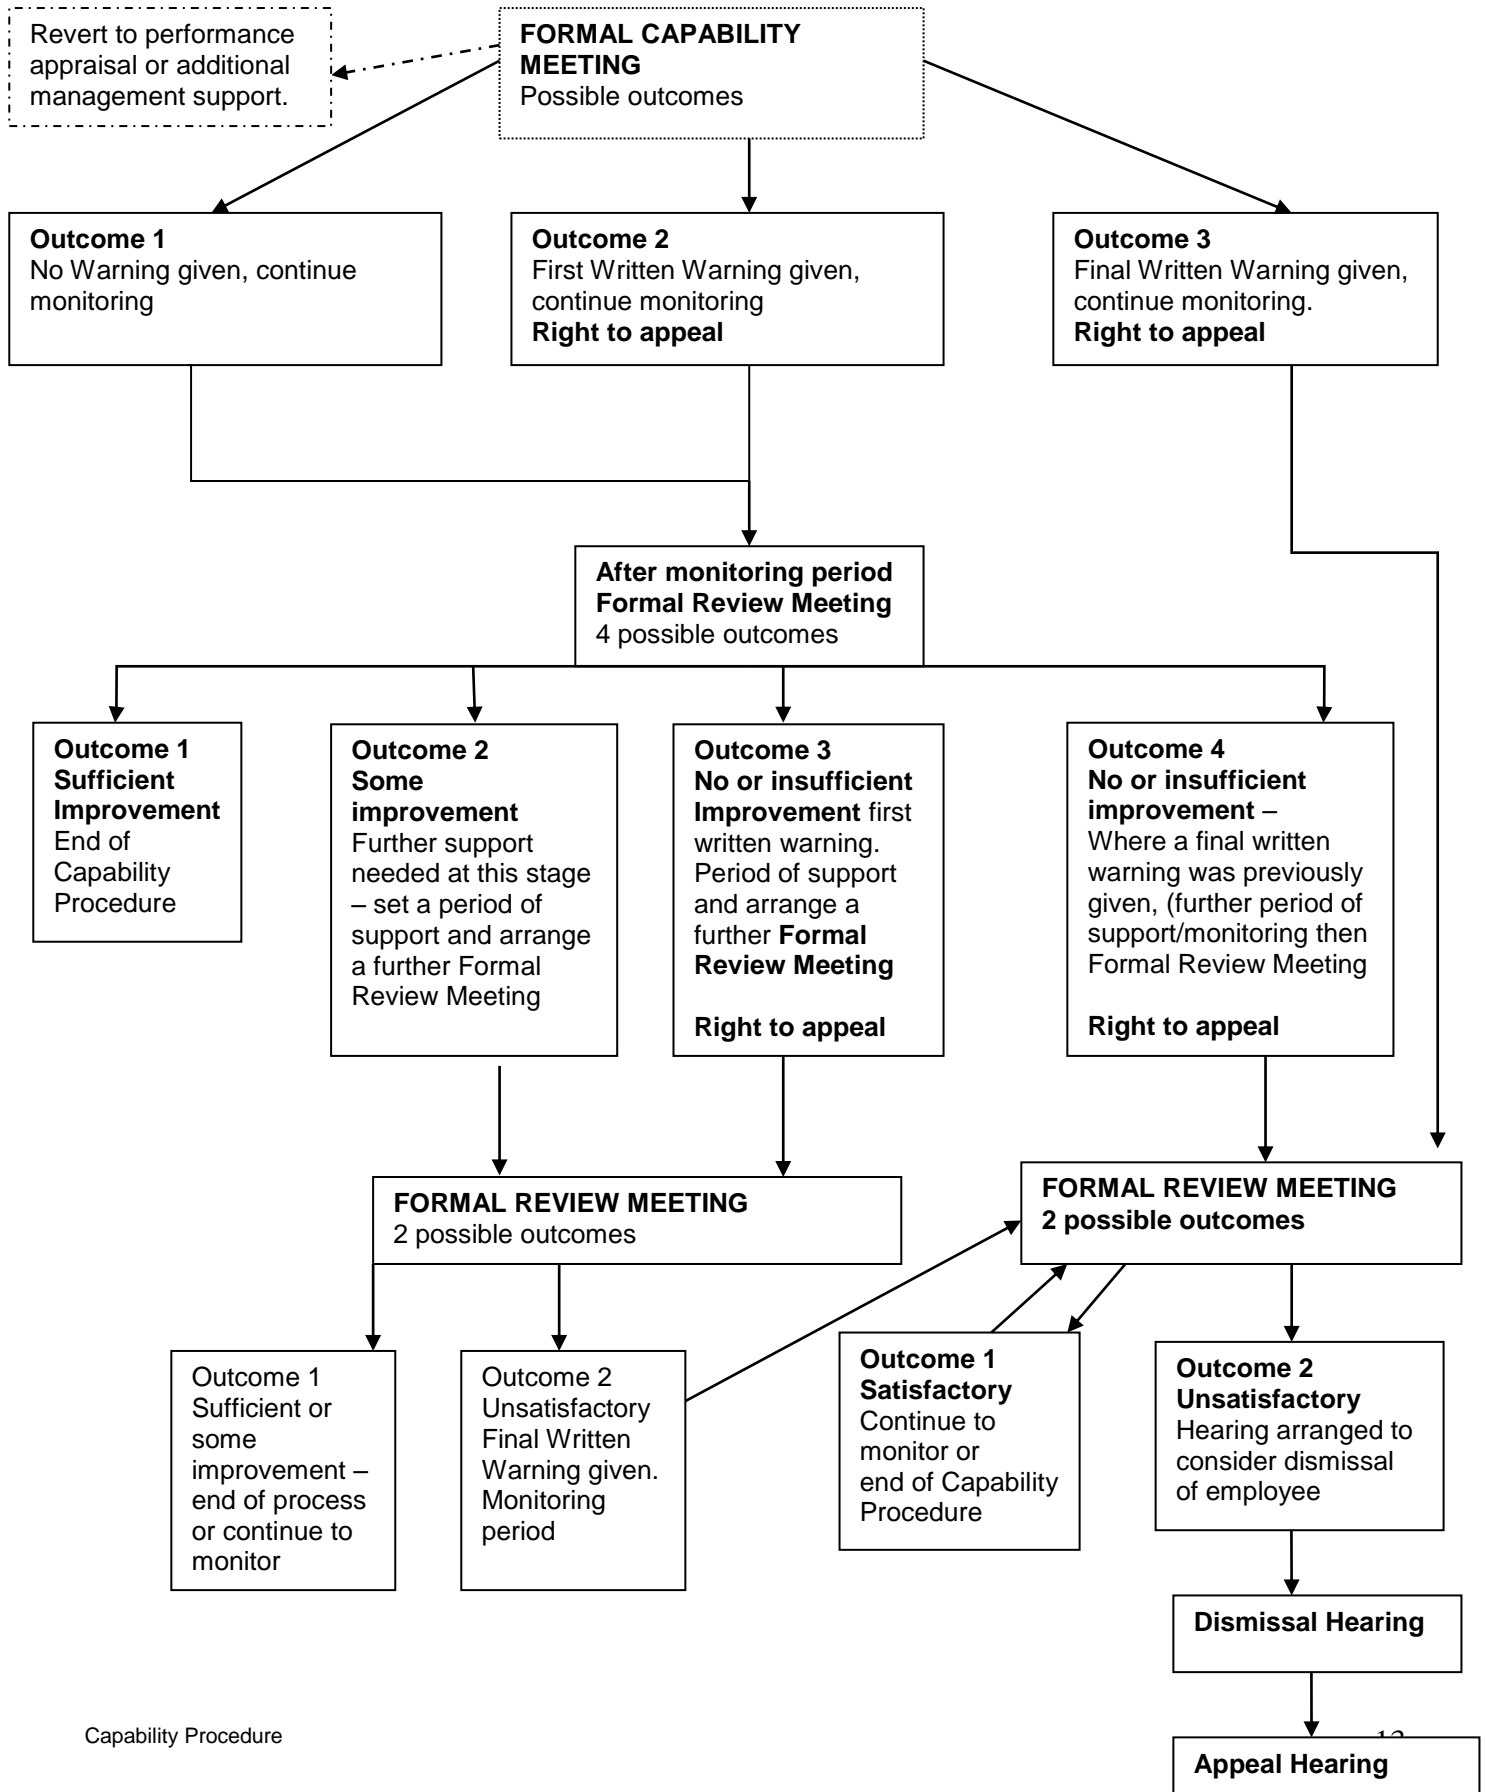 Revert to performance
appraisal or additional
management support.
FORMAL CAPABILITY
MEETING
Possible outcomes
Outcome 1
No Warning given, continue
monitoring
Outcome 2
First Written Warning given,
continue monitoring
Right to appeal
Outcome 3
Final Written Warning given,
continue monitoring.
Right to appeal
After monitoring period
Formal Review Meeting
4 possible outcomes
Outcome 1
Sufficient
Improvement
End of
Capability
Procedure
Outcome 2
Some
improvement
Further support
needed at this stage
– set a period of
support and arrange
a further Formal
Review Meeting
Outcome 3
No or insufficient
Improvement first
written warning.
Period of support
and arrange a
further Formal
Review Meeting
Right to appeal
Outcome 4
No or insufficient
improvement –
Where a final written
warning was previously
given, (further period of
support/monitoring then
Formal Review Meeting
Right to appeal
FORMAL REVIEW MEETING
2 possible outcomes
FORMAL REVIEW MEETING
2 possible outcomes
Outcome 1
Sufficient or
some
improvement –
end of process
or continue to
monitor
Outcome 2
Unsatisfactory
Final Written
Warning given.
Monitoring
period
Outcome 1
Satisfactory
Continue to
monitor or
end of Capability
Procedure
Outcome 2
Unsatisfactory
Hearing arranged to
consider dismissal
of employee
Dismissal Hearing
Capability Procedure
Appeal Hearing